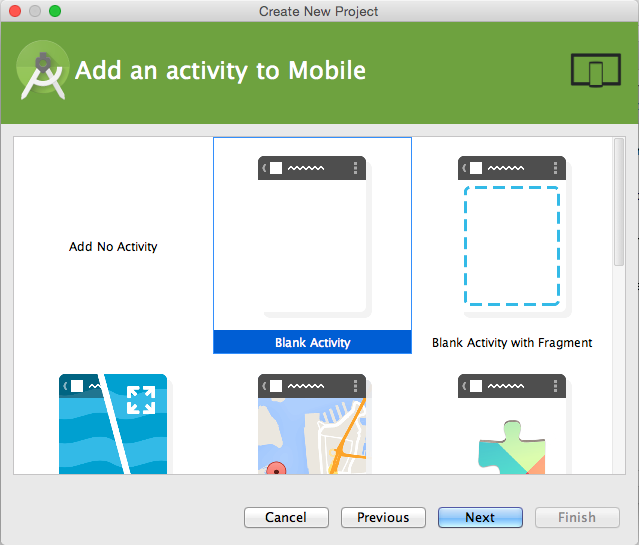 Create New Project
Add an activity to Mobile
Add No Activity
Blank Activity
Blank Activity with Fragment
Cancel
Previous
Next
Finish